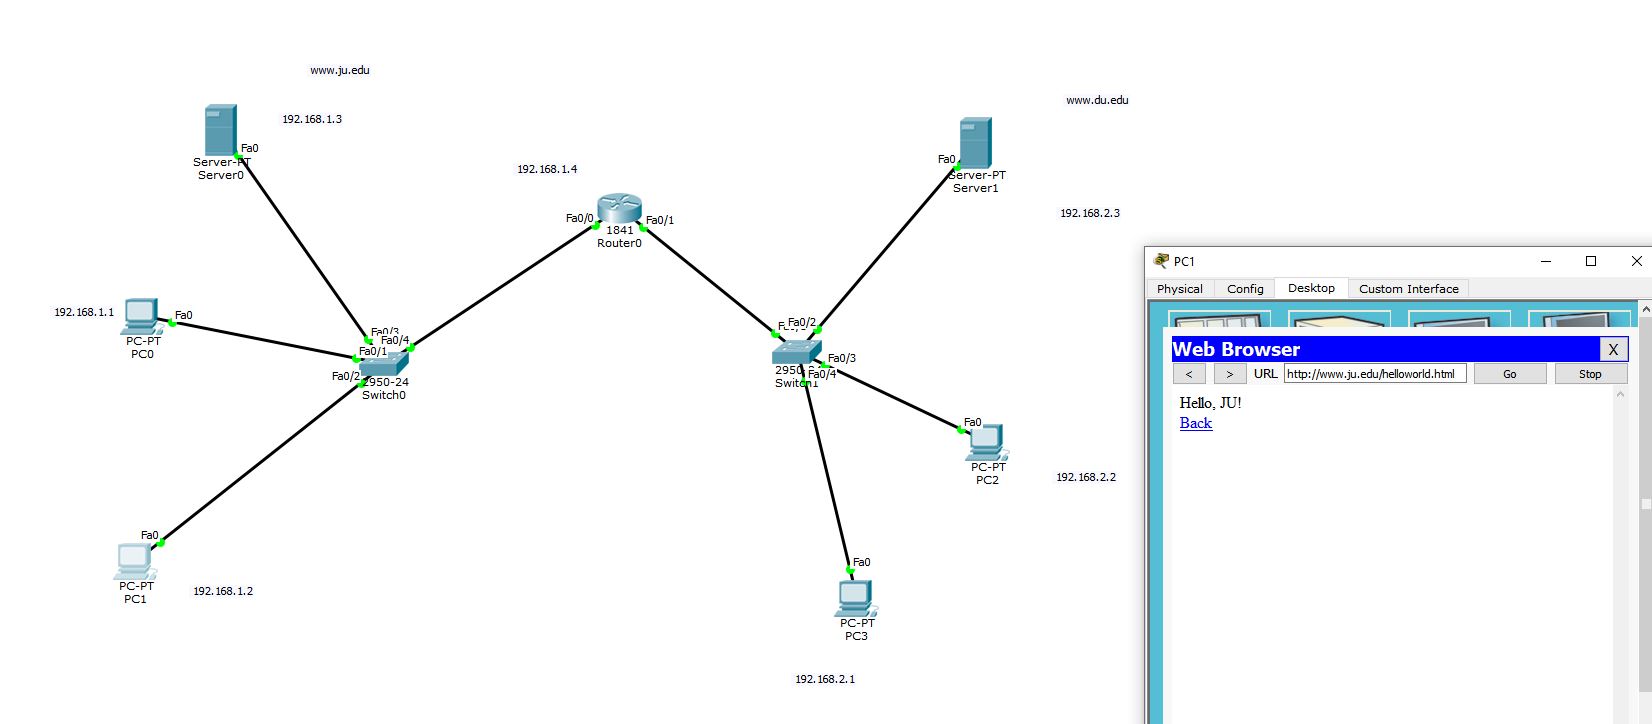 www.ju.edu
192.168.1.3
Fa0
Server-PT
Server0
192.168.1.4
Fa0/0
Fa0/1
1841
Router0
www.du.edu
Fa0
Server-PT
Server1
192.168.2.3
192.168.1.1
Fa0
PC-PT
PC0
Fa0/3
Fa0/4
Fa0/1
Fa0/2
2950-24
Switch0
Fa0/2
Fa0/3
Fa0/4
Switch1
Fa0
PC-PT
PC2
192.168.2.2
Fa0
PC-PT
PC1
192.168.1.2
Fa0
PC-PT
PC3
192.168.2.1
PC1
Physical Config Desktop Custom Interface
Web Browser X
< > URL http://www.ju.edu/helloworld.html Go Stop
Hello, JU!
Back